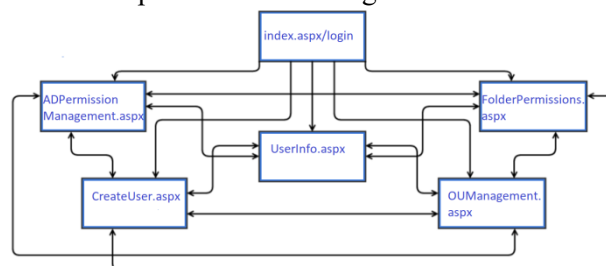 index.aspx/login
ADPermission
Management.aspx
FolderPermissions.
aspx
UserInfo.aspx
CreateUser.aspx
OUManagement.
aspx